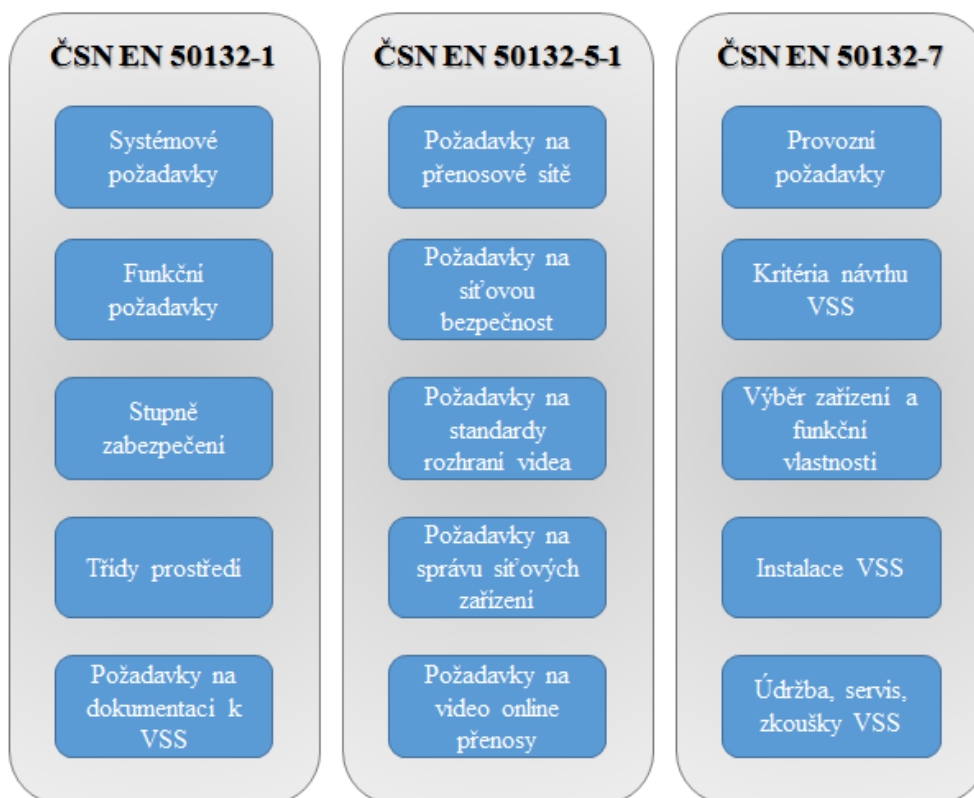 ČSN EN 50132-1
Systémové
požadavky
Funkční
požadavky
Stupně
zabezpečení
Třídy prostředí
Požadavky na
dokumentaci k
VSS
ČSN EN 50132-5-1
Požadavky na
přenosové sítě
Požadavky na
síťovou
bezpečnost
Požadavky na
standardy
rozhraní videa
Požadavky na
správu síťových
zařízení
Požadavky na
video online
přenosy
ČSN EN 50132-7
Provozní
požadavky
Kritéria návrhu
VSS
Výběr zařízení a
funkční
vlastnosti
Instalace VSS
Údržba, servis,
zkoušky VSS